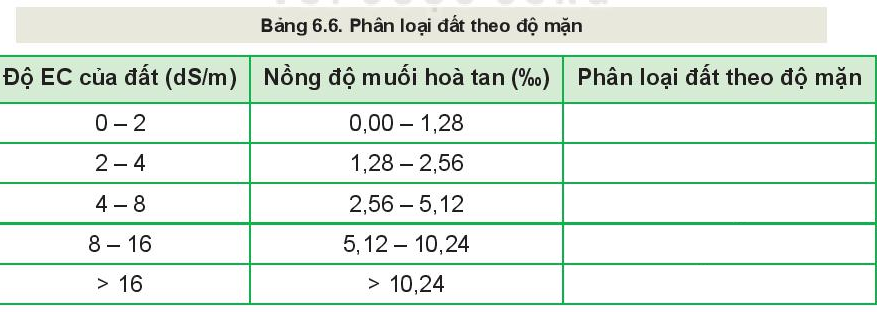 Bảng 6.6. Phân loại đất theo độ mặn
Độ EC của đất (dS/m) Nồng độ muối hoà tan (‰) Phân loại đất theo độ mặn
0 – 2 0,00 – 1,28
2 – 4 1,28 – 2,56
4 – 8 2,56 – 5,12
8 – 16 5,12 – 10,24
> 16 > 10,24